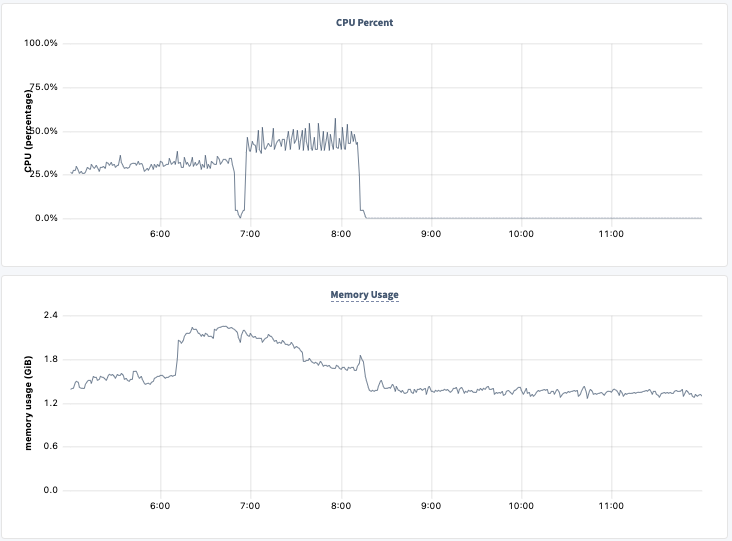 CPU Percent
100.0%
75.0%
50.0%
25.0%
0.0%
CPU (percentage)
6:00 7:00 8:00 9:00 10:00 11:00
Memory Usage
2.4
1.8
1.2
0.6
0.0
memory usage (GiB)
6:00 7:00 8:00 9:00 10:00 11:00